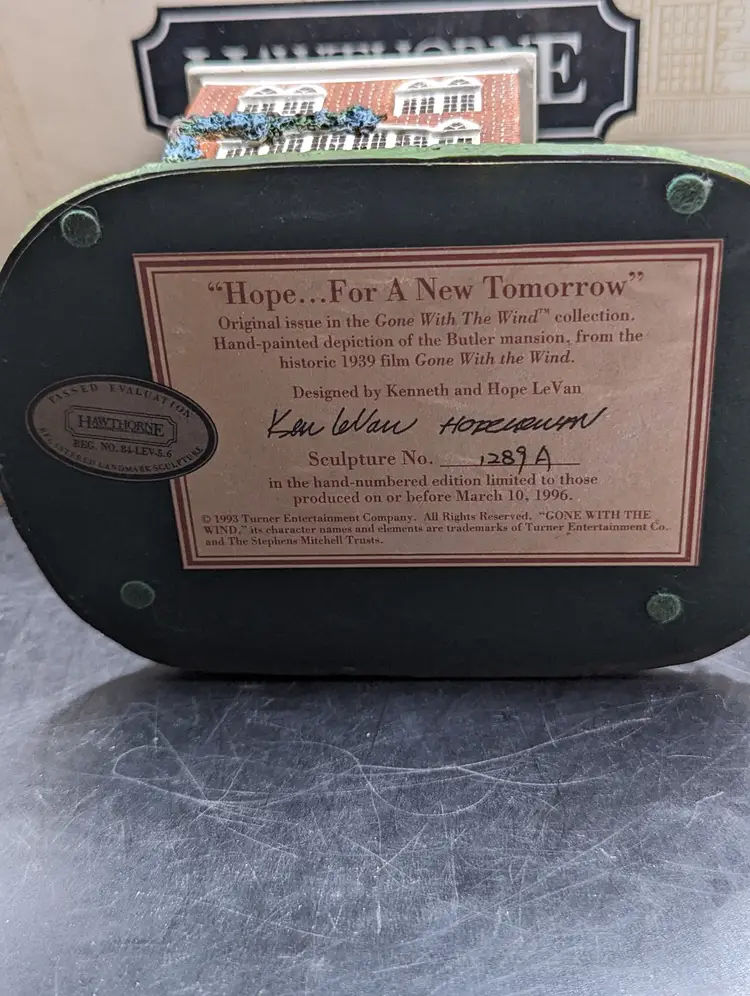 HAWTHORNE
"Hope...For A New Tomorrow"
Original issue in the Gone With The Wind™ collection.
Hand-painted depiction of the Butler mansion, from the
historic 1939 film Gone With the Wind.
Designed by Kenneth and Hope LeVan
Ken LeVan HOPE LEVAN
Sculpture No. 1289 A
in the hand-numbered edition limited to those
produced on or before March 10, 1996.
© 1993 Turner Entertainment Company. All Rights Reserved. "GONE WITH THE
WIND," its character names and elements are trademarks of Turner Entertainment Co.
and The Stephens Mitchell Trusts.
PASSED EVALUATION
HAWTHORNE
REG. NO. 84-LEV-5.6
REGISTERED LANDMARK SCULPTURE